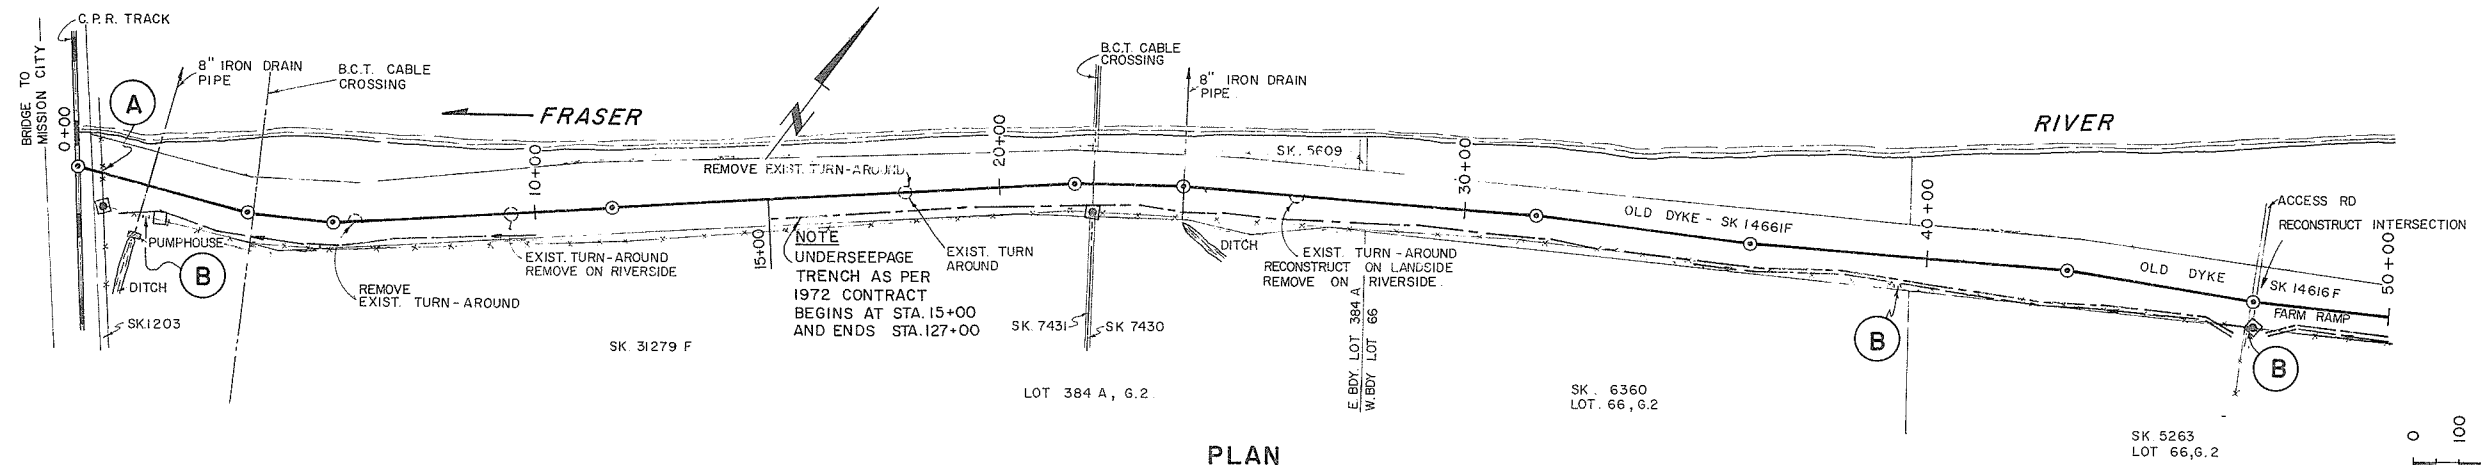 C.P.R. TRACK
BRIDGE TO
MISSION CITY
0+00
A
8" IRON DRAIN
PIPE
B.C.T. CABLE
CROSSING
FRASER
B.C.T. CABLE
CROSSING
8" IRON DRAIN
PIPE
RIVER
10+00
REMOVE EXIST. TURN-AROUND
20+00
SK. 5609
30+00
OLD DYKE - SK 14661F
40+00
ACCESS RD
RECONSTRUCT INTERSECTION
OLD DYKE
SK 14616 F
50+00
FARM RAMP
PUMPHOUSE
B
DITCH
SK.1203
REMOVE
EXIST. TURN-AROUND
EXIST. TURN-AROUND
REMOVE ON RIVERSIDE
15+00
NOTE
UNDERSEEPAGE
TRENCH AS PER
1972 CONTRACT
BEGINS AT STA. 15+00
AND ENDS STA. 127+00
EXIST. TURN
AROUND
DITCH
EXIST. TURN-AROUND
RECONSTRUCT ON LANDSIDE
REMOVE ON RIVERSIDE.
SK. 7431
SK 7430
E. BDY. LOT 384 A
W. BDY LOT 66
B
B
SK. 31279 F
LOT 384 A, G.2.
SK. 6360
LOT. 66, G.2
SK. 5263
LOT 66, G.2
0
100
PLAN